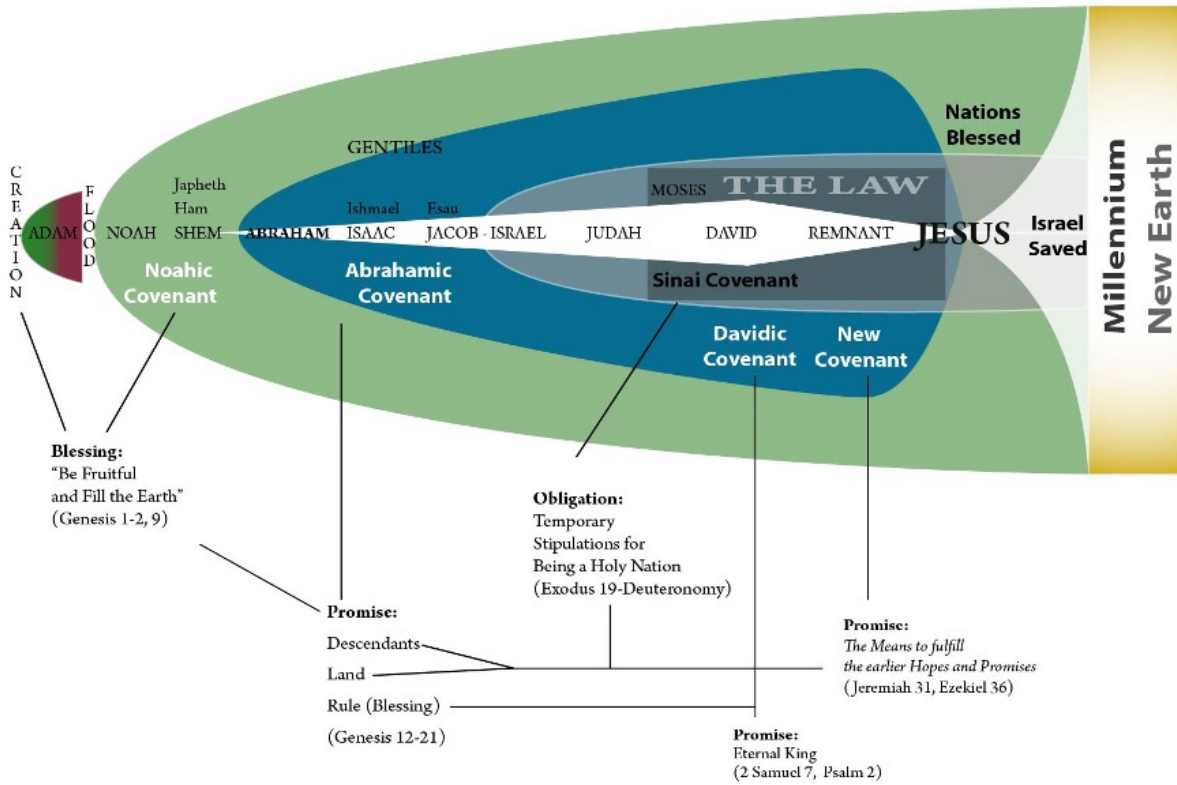 CREATION
ADAM
FLOOD
NOAH
Japheth
Ham
SHEM
Noahic
Covenant
GENTILES
ABRAHAM
Ishmael
ISAAC
Esau
JACOB - ISRAEL
Abrahamic
Covenant
MOSES
THE LAW
JUDAH
DAVID
REMNANT
JESUS
Sinai Covenant
Davidic
Covenant
New
Covenant
Nations
Blessed
Israel
Saved
Milllennium
New Earth
Blessing:
“Be Fruitful
and Fill the Earth”
(Genesis 1-2, 9)
Obligation:
Temporary
Stipulations for
Being a Holy Nation
(Exodus 19-Deuteronomy)
Promise:
Descendants
Land
Rule (Blessing)
(Genesis 12-21)
Promise:
The Means to fulfill
the earlier Hopes and Promises
(Jeremiah 31, Ezekiel 36)
Promise:
Eternal King
(2 Samuel 7, Psalm 2)